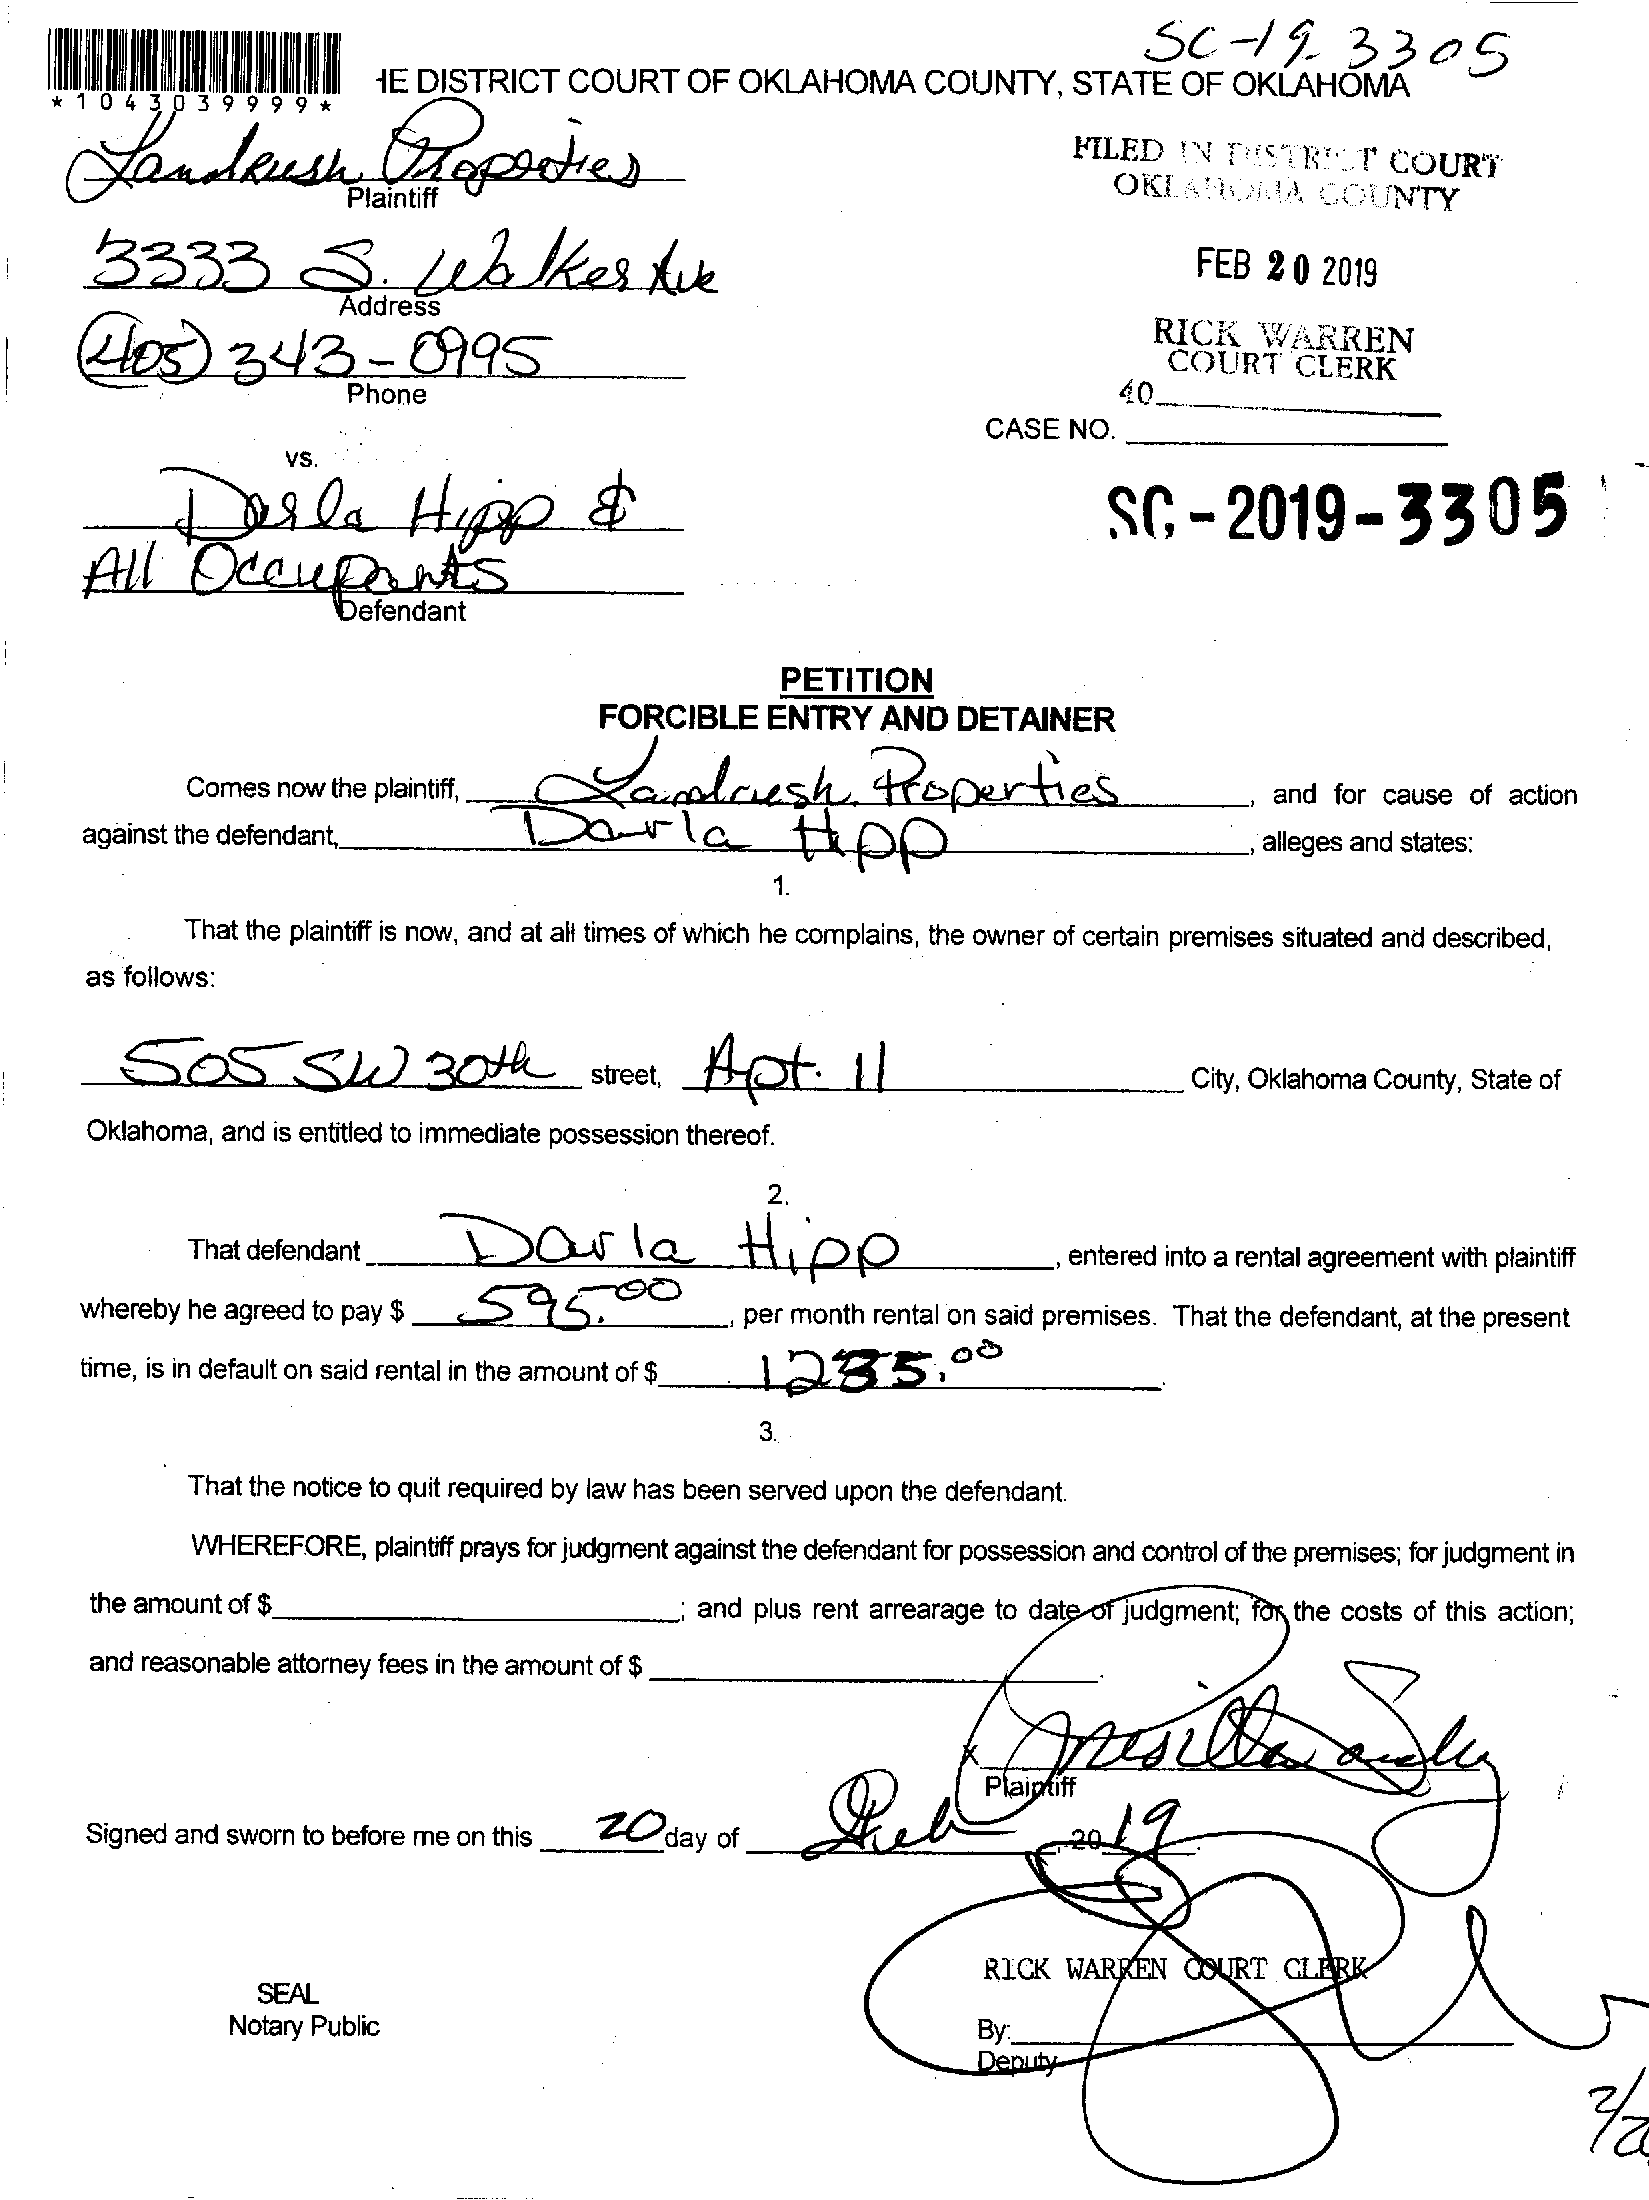 SC-19-3305
*1043039999*
HE DISTRICT COURT OF OKLAHOMA COUNTY, STATE OF OKLAHOMA
Landrush Properties
Plaintiff
FILED IN DISTRICT COURT
OKLAHOMA COUNTY
3333 S. Walker Ave
Address
FEB 20 2019
(405) 343-0995
Phone
RICK WARREN
COURT CLERK
40
CASE NO.
vs.
Darla Hipp &
SC-2019-3305
All Occupants
Defendant
PETITION
FORCIBLE ENTRY AND DETAINER
Comes now the plaintiff, Landrush Properties, and for cause of action
against the defendant, Darla Hipp, alleges and states:
1.
That the plaintiff is now, and at all times of which he complains, the owner of certain premises situated and described,
as follows:
505 SW 30th street, Apt. 11 City, Oklahoma County, State of
Oklahoma, and is entitled to immediate possession thereof.
2.
That defendant Darla Hipp, entered into a rental agreement with plaintiff
whereby he agreed to pay $ 595.00, per month rental on said premises. That the defendant, at the present
time, is in default on said rental in the amount of $ .00
3.
That the notice to quit required by law has been served upon the defendant.
WHEREFORE, plaintiff prays for judgment against the defendant for possession and control of the premises; for judgment in
the amount of $; and plus rent arrearage to date of judgment; for the costs of this action;
and reasonable attorney fees in the amount of $.
x
Plaintiff
Signed and sworn to before me on this 20 day of Feb, 2019
RICK WARREN COURT CLERK
SEAL
Notary Public
By:
Deputy